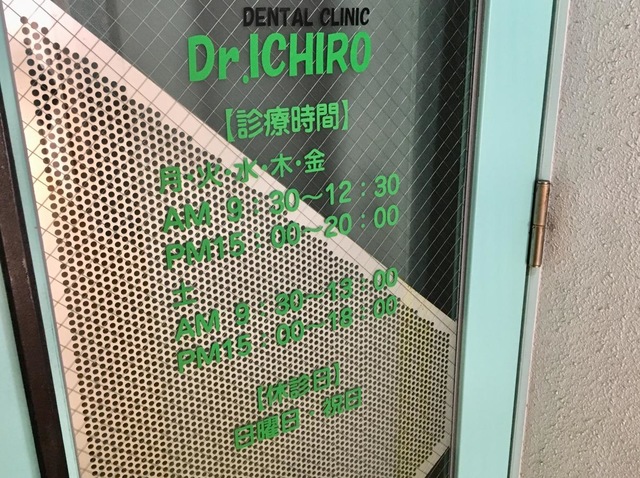 DENTAL CLINIC
Dr.ICHIRO
【診療時間】
月・火・水・木・金
AM 9：30～12：30
PM15：00～20：00
土
AM 8：30～13：00
PM15：00～18：00
【休診日】
日曜日・祝日